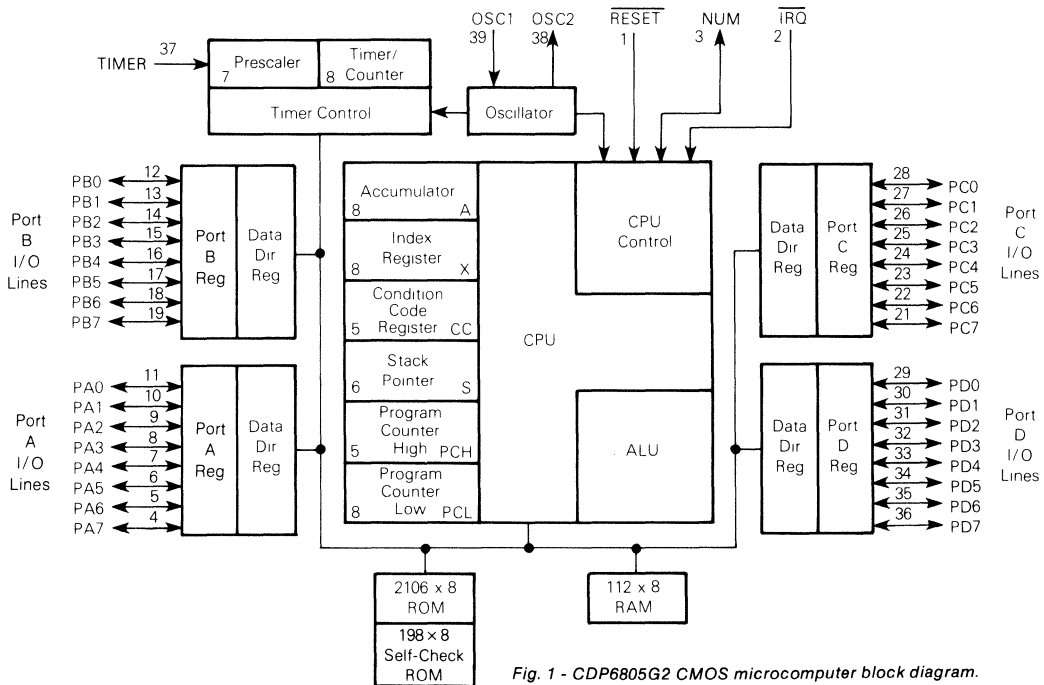 OSC1 OSC2 RESET NUM IRQ
39 38 1 3 2
TIMER 37
Prescaler
7
Timer/
Counter
8
Timer Control
Oscillator
Port
B
I/O
Lines
PB0 12
PB1 13
PB2 14
PB3 15
PB4 16
PB5 17
PB6 18
PB7 19
Port
B
Reg
Data
Dir
Reg
Port
A
I/O
Lines
PA0 11
PA1 10
PA2 9
PA3 8
PA4 7
PA5 6
PA6 5
PA7 4
Port
A
Reg
Data
Dir
Reg
Accumulator
8 A
Index
Register
8 X
Condition
Code
Register
5 CC
Stack
Pointer
6 S
Program
Counter
High
5 PCH
Program
Counter
Low
8 PCL
CPU
CPU
Control
ALU
Data
Dir
Reg
Port
C
Reg
28 PC0
27 PC1
26 PC2
25 PC3
24 PC4
23 PC5
22 PC6
21 PC7
Port
C
I/O
Lines
Data
Dir
Reg
Port
D
Reg
29 PD0
30 PD1
31 PD2
32 PD3
33 PD4
34 PD5
35 PD6
36 PD7
Port
D
I/O
Lines
2106 x 8
ROM
198 × 8
Self-Check
ROM
112 x 8
RAM
Fig. 1 - CDP6805G2 CMOS microcomputer block diagram.